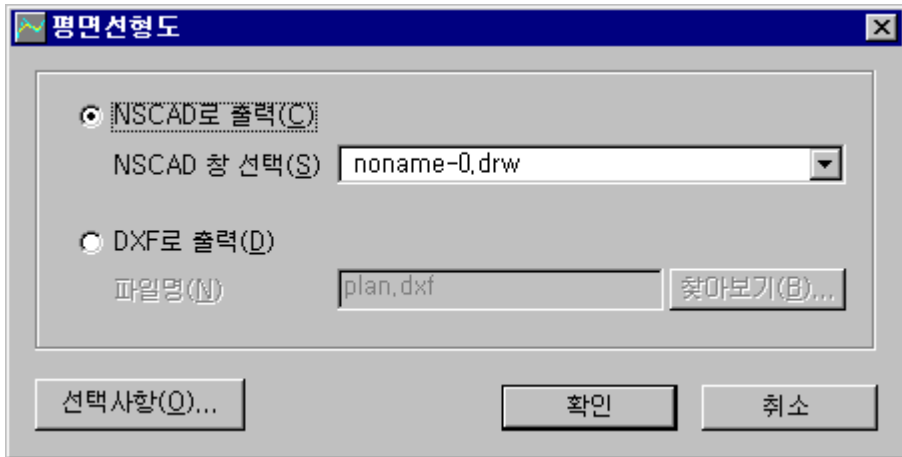 평면선형도
NSCAD로 출력(C)
NSCAD 창 선택(S) noname-0.drw
DXF로 출력(D)
파일명(N) plan.dxf 찾아보기(B)...
선택사항(O)... 확인 취소